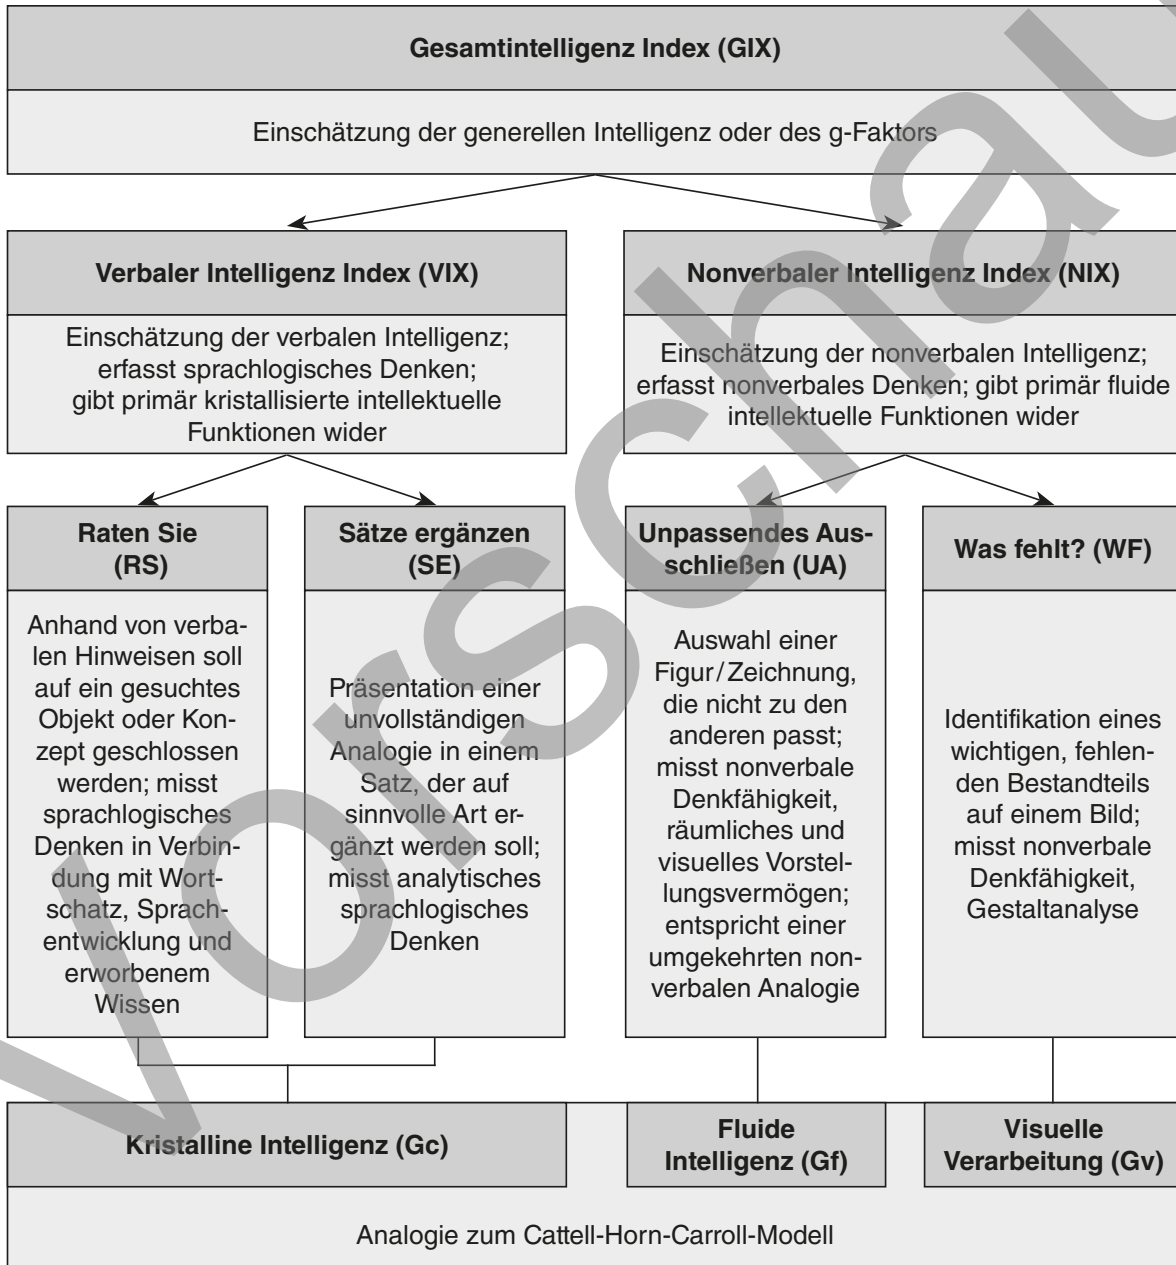 Gesamtintelligenz Index (GIX)
Einschätzung der generellen Intelligenz oder des g-Faktors
Verbaler Intelligenz Index (VIX)
Einschätzung der verbalen Intelligenz;
erfasst sprachlogisches Denken;
gibt primär kristallisierte intellektuelle
Funktionen wider
Nonverbaler Intelligenz Index (NIX)
Einschätzung der nonverbalen Intelligenz;
erfasst nonverbales Denken; gibt primär fluide
intellektuelle Funktionen wider
Raten Sie
(RS)
Anhand von verba-
len Hinweisen soll
auf ein gesuchtes
Objekt oder Kon-
zept geschlossen
werden; misst
sprachlogisches
Denken in Verbin-
dung mit Wort-
schatz, Sprach-
entwicklung und
erworbenem
Wissen
Sätze ergänzen
(SE)
Präsentation einer
unvollständigen
Analogie in einem
Satz, der auf
sinnvolle Art er-
gänzt werden soll;
misst analytisches
sprachlogisches
Denken
Unpassendes Aus-
schließen (UA)
Auswahl einer
Figur/Zeichnung,
die nicht zu den
anderen passt;
misst nonverbale
Denkfähigkeit,
räumliches und
visuelles Vorstel-
lungsvermögen;
entspricht einer
umgekehrten non-
verbalen Analogie
Was fehlt? (WF)
Identifikation eines
wichtigen, fehlen-
den Bestandteils
auf einem Bild;
misst nonverbale
Denkfähigkeit,
Gestaltanalyse
Kristalline Intelligenz (Gc)
Fluide
Intelligenz (Gf)
Visuelle
Verarbeitung (Gv)
Analogie zum Cattell-Horn-Carroll-Modell
Vorschau